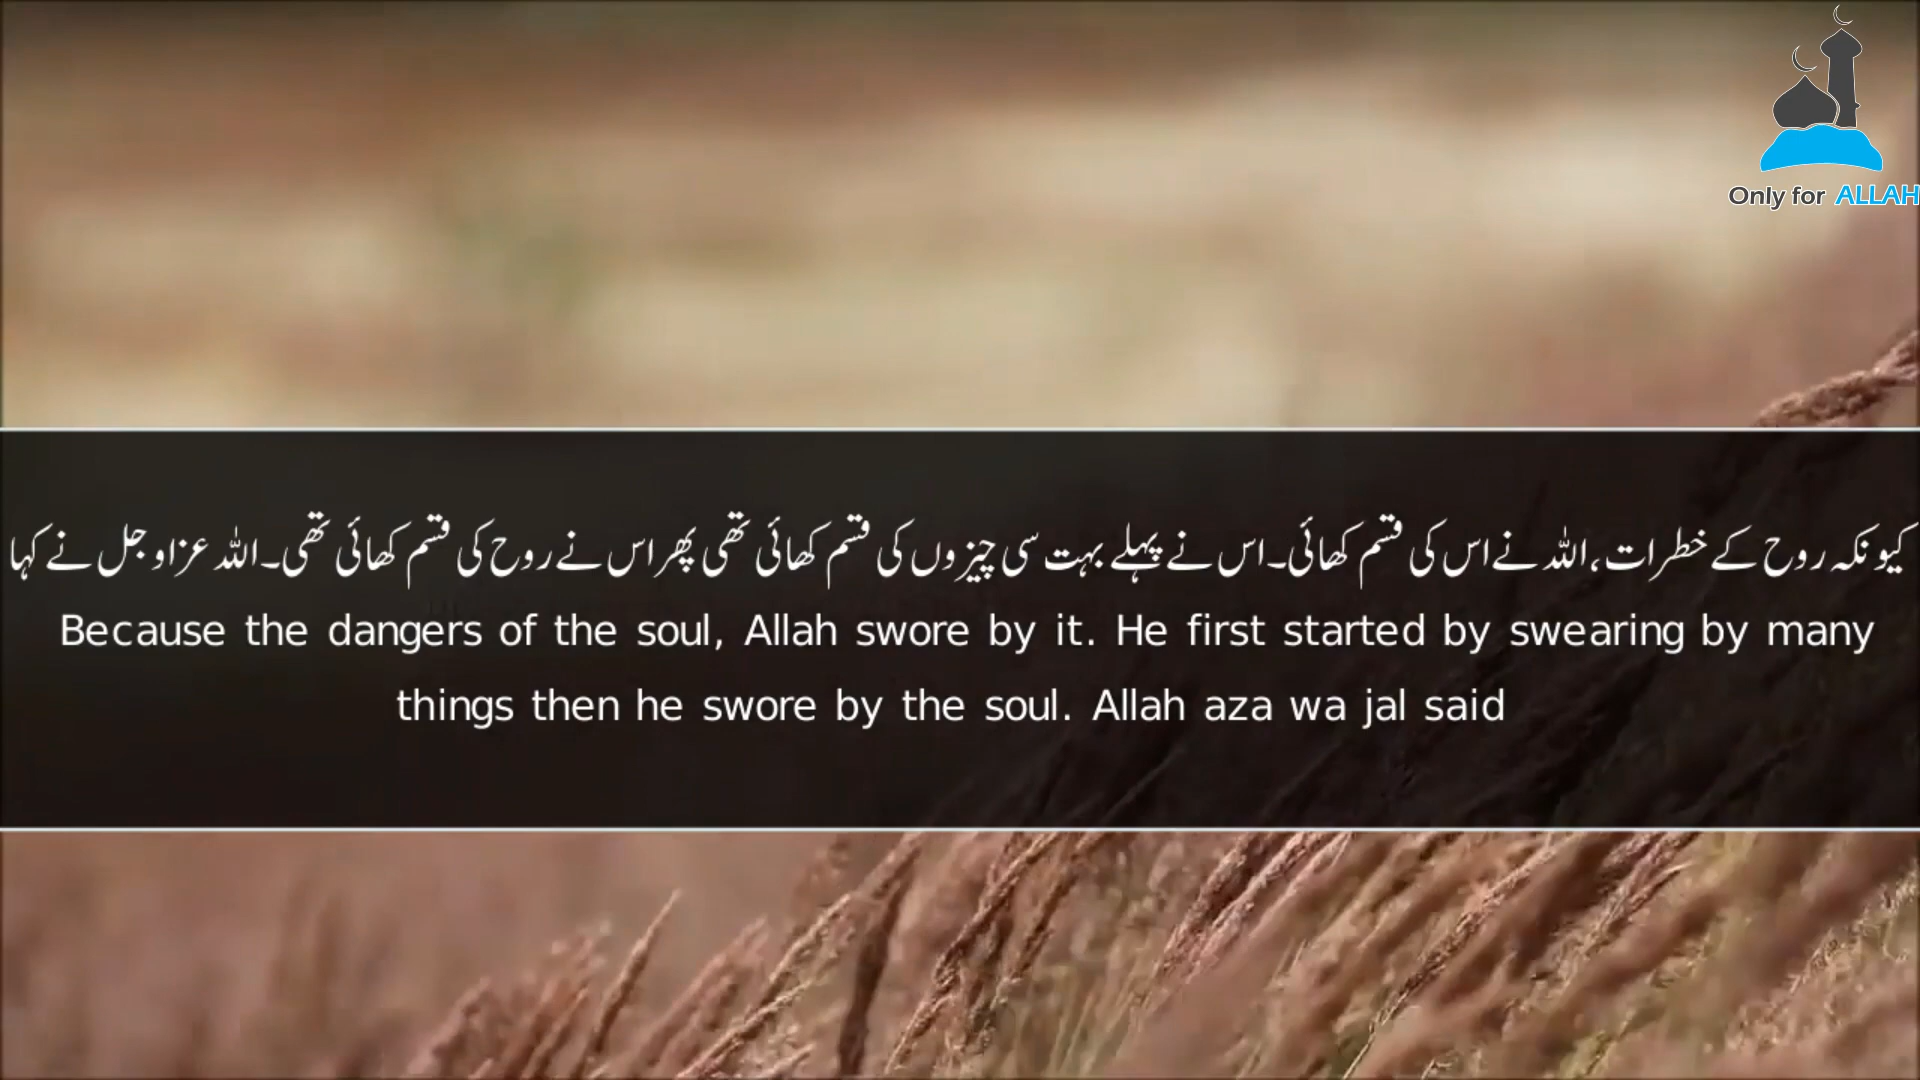 Only for ALLAH
کیونکہ روح کے خطرات، اللہ نے اس کی قسم کھائی۔ اس نے پہلے بہت سی چیزوں کی قسم کھائی تھی پھر اس نے روح کی قسم کھائی تھی۔ اللہ عزاوجل نے کہا
Because the dangers of the soul, Allah swore by it. He first started by swearing by many
things then he swore by the soul. Allah aza wa jal said